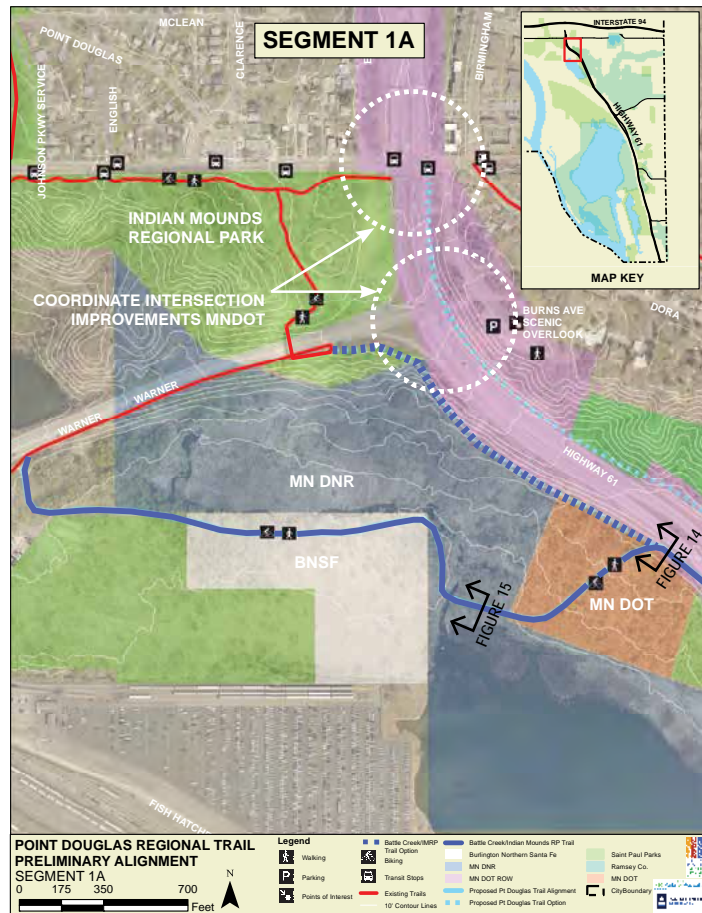 MCLEAN
POINT DOUGLAS
SEGMENT 1A
CLARENCE
ENGLISH
JOHNSON PKWY SERVICE
BIRMINGHAM
INTERSTATE 94
HIGHWAY 61
MAP KEY
INDIAN MOUNDS
REGIONAL PARK
COORDINATE INTERSECTION
IMPROVEMENTS MNDOT
DORA
P
BURNS AVE
SCENIC
OVERLOOK
WARNER
WARNER
HIGHWAY 61
MN DNR
BNSF
FIGURE 14
FIGURE 15
MN DOT
FISH HATCH
POINT DOUGLAS REGIONAL TRAIL
PRELIMINARY ALIGNMENT
SEGMENT 1A
0 175 350 700
Feet
N
Legend
Walking
P Parking
Points of Interest
Battle Creek/IMRP
Trail Option
Biking
Transit Stops
Existing Trails
10' Contour Lines
Battle Creek/Indian Mounds RP Trail
Burlington Northern Santa Fe
MN DNR
MN DOT ROW
Proposed Pt Douglas Trail Alignment
Proposed Pt Douglas Trail Option
Saint Paul Parks
Ramsey Co.
MN DOT
CityBoundary